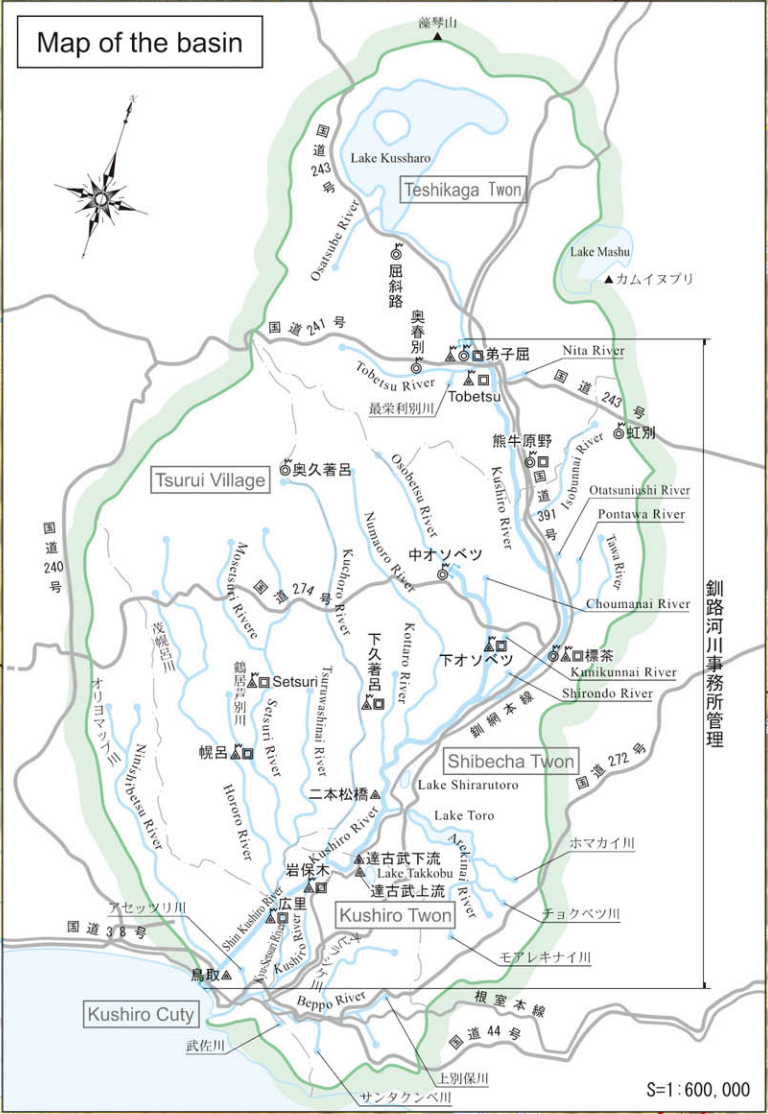 Map of the basin
藻琴山
N
国道243号
Lake Kussharo
Teshikaga Twon
Osatsube River
Lake Mashu
カムイヌプリ
屈斜路
国道241号
奥春別
弟子屈
Nita River
Tobetsu River
Tobetsu
最栄利別川
国道243号
虹別
熊牛原野
国道391号
Isobunnai River
Tsurui Village
奥久著呂
Osobetsu River
Kushiro River
Otatsuniushi River
Pontawa River
国道240号
Numaoro River
中オソベツ
Tawa River
Mosetsuri Rivere
Kuchoro River
国道274号
Choumanai River
釧路河川事務所管理
茂幌呂川
下久著呂
Kottaro River
下オソベツ
標茶
Kunikunnai River
鶴居芦別川
Setsuri
Tsuruwashinai River
Shirondo River
オリヨマップ川
Setsuri River
釧網本線
幌呂
Ninishibetsu River
Shibecha Twon
国道272号
Hororo River
二本松橋
Lake Shirarutoro
Lake Toro
Kushiro River
Arekinai River
ホマカイ川
達古武下流
Lake Takkobu
岩保木
達古武上流
アセッツリ川
Shin Kushiro River
広里
Kushiro Twon
チョクベツ川
国道38号
Kyu-Setsuri River
Kushiro River
オビラシケ川
モアレキナイ川
鳥取
Beppo River
根室本線
Kushiro Cuty
国道44号
武佐川
上別保川
サンタクンベ川
S=1:600,000